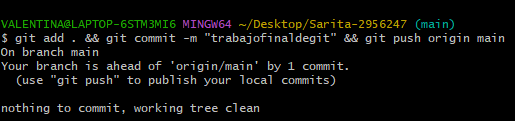 VALENTINA@LAPTOP-6STM3MI6 MINGW64 ~/Desktop/Sarita-2956247 (main)
$ git add . && git commit -m "trabajofinaldegit" && git push origin main
On branch main
Your branch is ahead of 'origin/main' by 1 commit.
  (use "git push" to publish your local commits)

nothing to commit, working tree clean